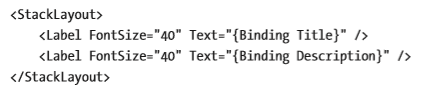 <StackLayout>
    <Label FontSize="40" Text="{Binding Title}" />
    <Label FontSize="40" Text="{Binding Description}" />
</StackLayout>